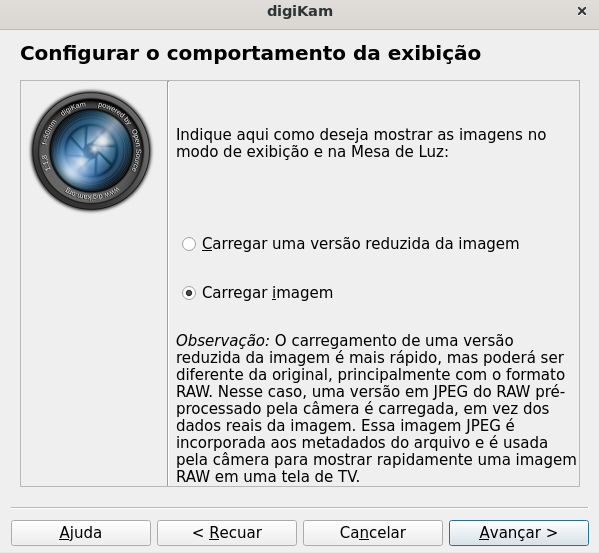 digiKam
×
Configurar o comportamento da exibição
digiKam powered by Open Source www.digikam.org 1:1,8 f=50mm
Indique aqui como deseja mostrar as imagens no
modo de exibição e na Mesa de Luz:
Carregar uma versão reduzida da imagem
Carregar imagem
Observação: O carregamento de uma versão
reduzida da imagem é mais rápido, mas poderá ser
diferente da original, principalmente com o formato
RAW. Nesse caso, uma versão em JPEG do RAW pré-
processado pela câmera é carregada, em vez dos
dados reais da imagem. Essa imagem JPEG é
incorporada aos metadados do arquivo e é usada
pela câmera para mostrar rapidamente uma imagem
RAW em uma tela de TV.
Ajuda
< Recuar
Cancelar
Avançar >